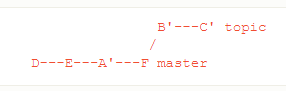 B'---C' topic
/
D---E---A'---F master